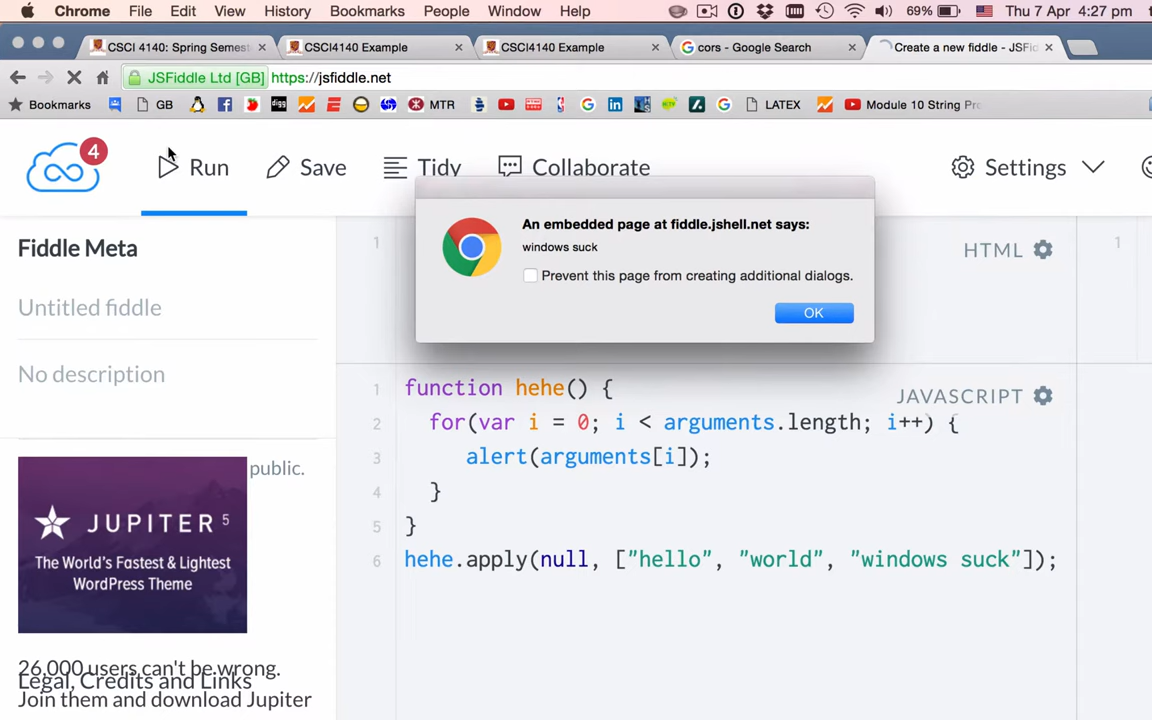 Chrome File Edit View History Bookmarks People Window Help 69% Thu 7 Apr 4:27 pm
CSCI 4140: Spring Semest × CSCI4140 Example × CSCI4140 Example × cors - Google Search × Create a new fiddle - JSFi ×
JSFiddle Ltd [GB] https://jsfiddle.net
Bookmarks GB digg MTR LATEX Module 10 String Pr
4 Run Save Tidy Collaborate Settings
An embedded page at fiddle.jshell.net says:
windows suck
Prevent this page from creating additional dialogs.
OK
Fiddle Meta
Untitled fiddle
No description
public.
JUPITER 5
The World's Fastest & Lightest
WordPress Theme
26,000 users can't be wrong.
Legal, Credits and Links
Join them and download Jupiter
1 HTML 1
JAVASCRIPT
1 function hehe() {
2 for(var i = 0; i < arguments.length; i++) {
3 alert(arguments[i]);
4 }
5 }
6 hehe.apply(null, ["hello", "world", "windows suck"]);